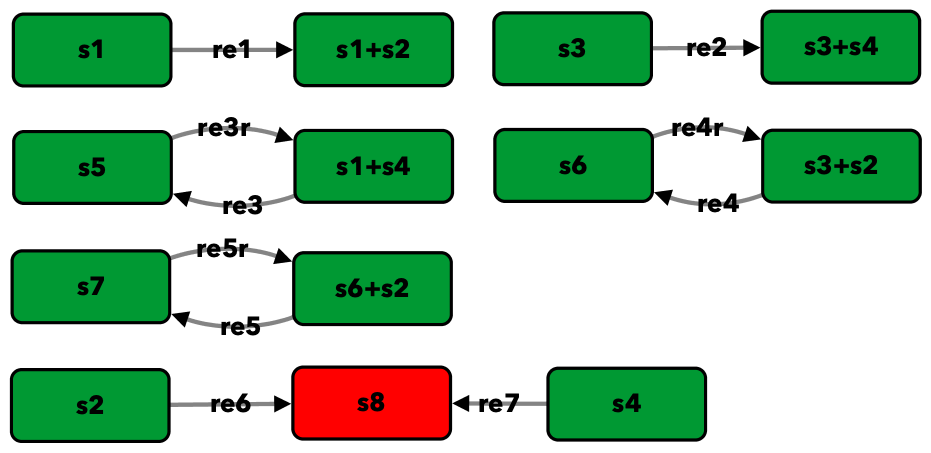 s1 re1 s1+s2 s3 re2 s3+s4
re3r re4r
s5 s1+s4 s6 s3+s2
re3 re4
re5r
s7 s6+s2
re5
s2 re6 s8 re7 s4